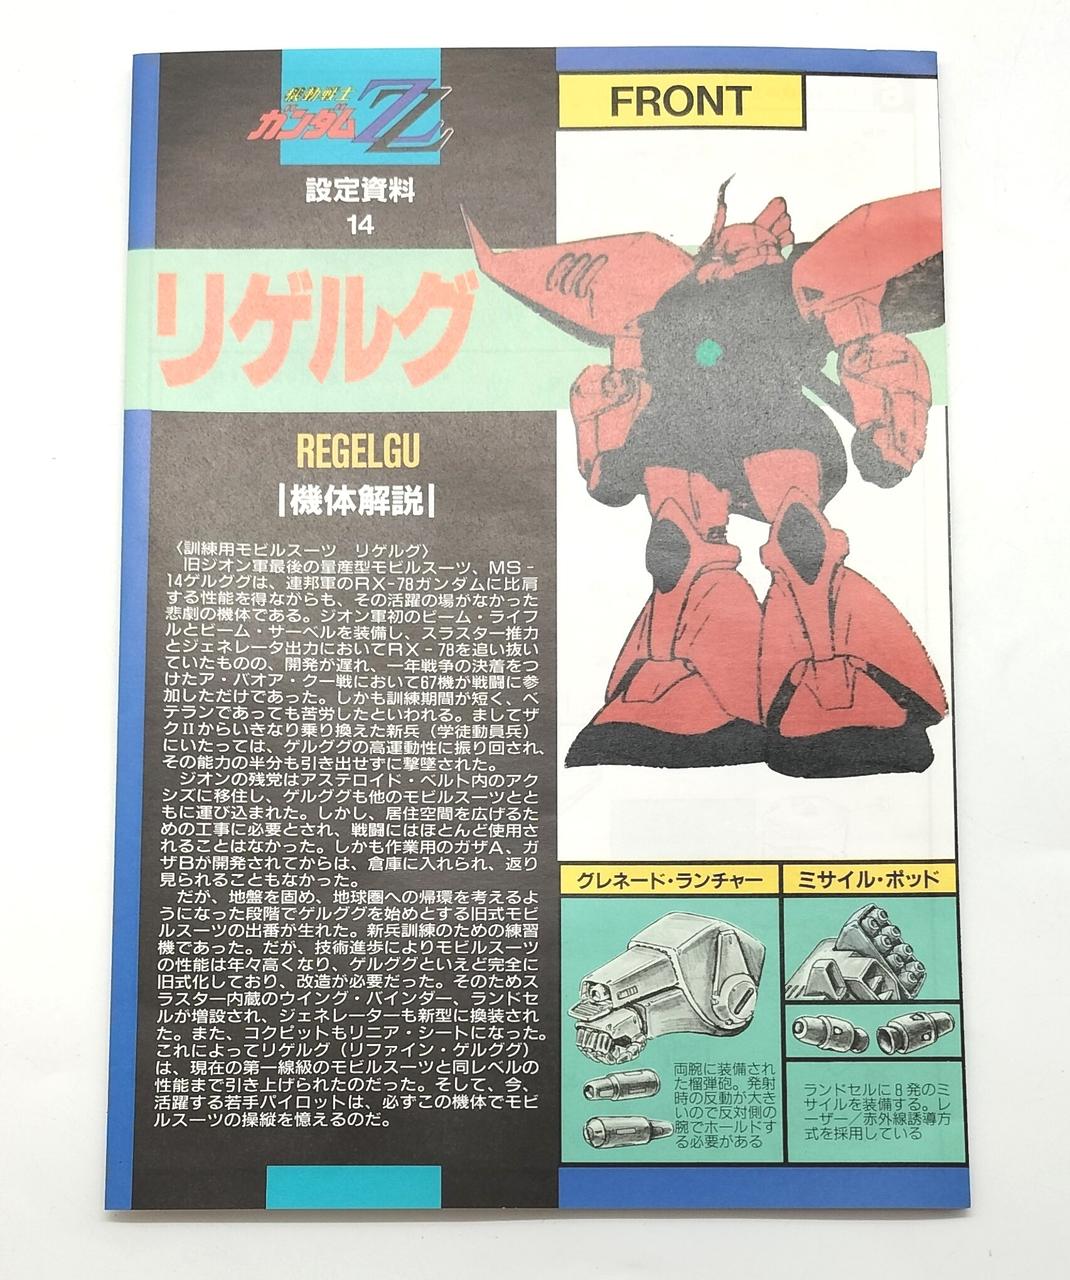 機動戦士
ガンダムZZ
設定資料
14
リゲルグ
REGELGU
機体解説
〈訓練用モビルスーツ　リゲルグ〉
旧ジオン軍最後の量産型モビルスーツ、MS-
14ゲルググは、連邦軍のRX-78ガンダムに比肩
する性能を得ながらも、その活躍の場がなかった
悲劇の機体である。ジオン軍初のビーム・ライフ
ルとビーム・サーベルを装備し、スラスター推力
とジェネレータ出力においてRX-78を追い抜い
ていたものの、開発が遅れ、一年戦争の決着をつ
けたア・バオア・クー戦において67機が戦闘に参
加しただけであった。しかも訓練期間が短く、ベ
テランであっても苦労したといわれる。ましてザ
クIIからいきなり乗り換えた新兵（学徒動員兵）
にいたっては、ゲルググの高運動性に振り回され、
その能力の半分も引き出せずに撃墜された。
ジオンの残党はアステロイド・ベルト内のアク
シズに移住し、ゲルググも他のモビルスーツとと
もに運び込まれた。しかし、居住空間を広げるた
めの工事に必要とされ、戦闘にはほとんど使用さ
れることはなかった。しかも作業用のガザA、ガ
ザBが開発されてからは、倉庫に入れられ、返り
見られることもなかった。
だが、地盤を固め、地球圏への帰環を考えるよ
うになった段階でゲルググを始めとする旧式モビ
ルスーツの出番が生れた。新兵訓練のための練習
機であった。だが、技術進歩によりモビルスーツ
の性能は年々高くなり、ゲルググといえど完全に
旧式化しており、改造が必要だった。そのためス
ラスター内蔵のウイング・バインダー、ランドセ
ルが増設され、ジェネレーターも新型に換装され
た。また、コクピットもリニア・シートになった。
これによってリゲルグ（リファイン・ゲルググ）
は、現在の第一線級のモビルスーツと同レベルの
性能まで引き上げられたのだった。そして、今、
活躍する若手パイロットは、必ずこの機体でモビ
ルスーツの操縦を憶えるのだ。
FRONT
グレネード・ランチャー
両腕に装備され
た榴弾砲。発射
時の反動が大き
いので反対側の
腕でホールドす
る必要がある
ミサイル・ポッド
ランドセルに8発のミ
サイルを装備する。レ
ーザー／赤外線誘導方
式を採用している